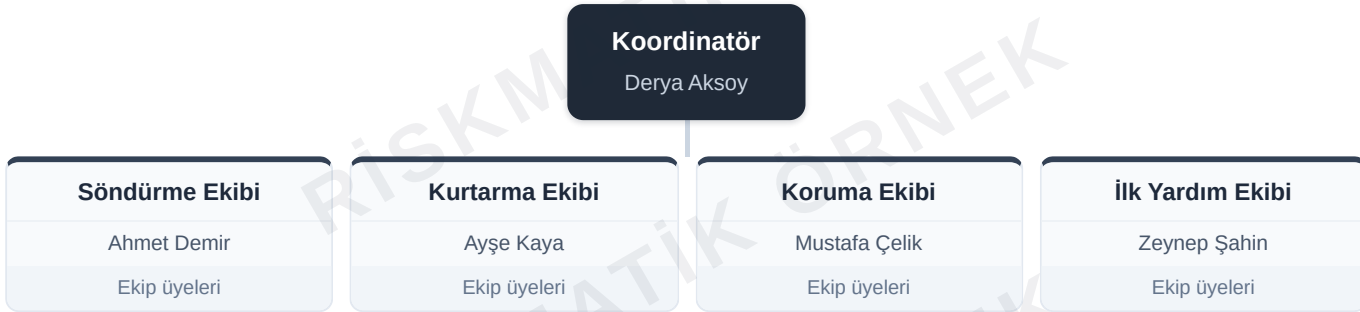 Koordinatör
Derya Aksoy
Söndürme Ekibi
Ahmet Demir
Ekip üyeleri
Kurtarma Ekibi
Ayşe Kaya
Ekip üyeleri
Koruma Ekibi
Mustafa Çelik
Ekip üyeleri
İlk Yardım Ekibi
Zeynep Şahin
Ekip üyeleri
ÖRNEK